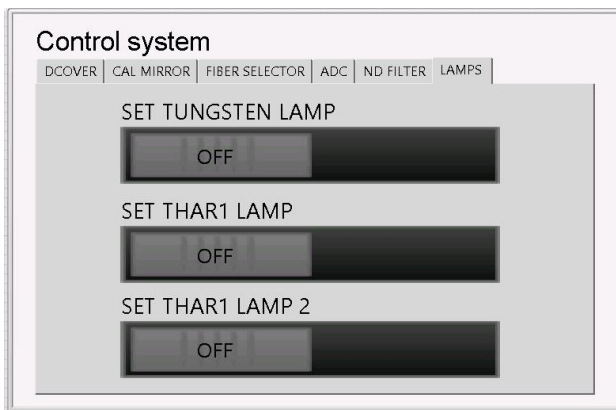 Control system
DCOVER CAL MIRROR FIBER SELECTOR ADC ND FILTER LAMPS
SET TUNGSTEN LAMP
OFF
SET THAR1 LAMP
OFF
SET THAR1 LAMP 2
OFF